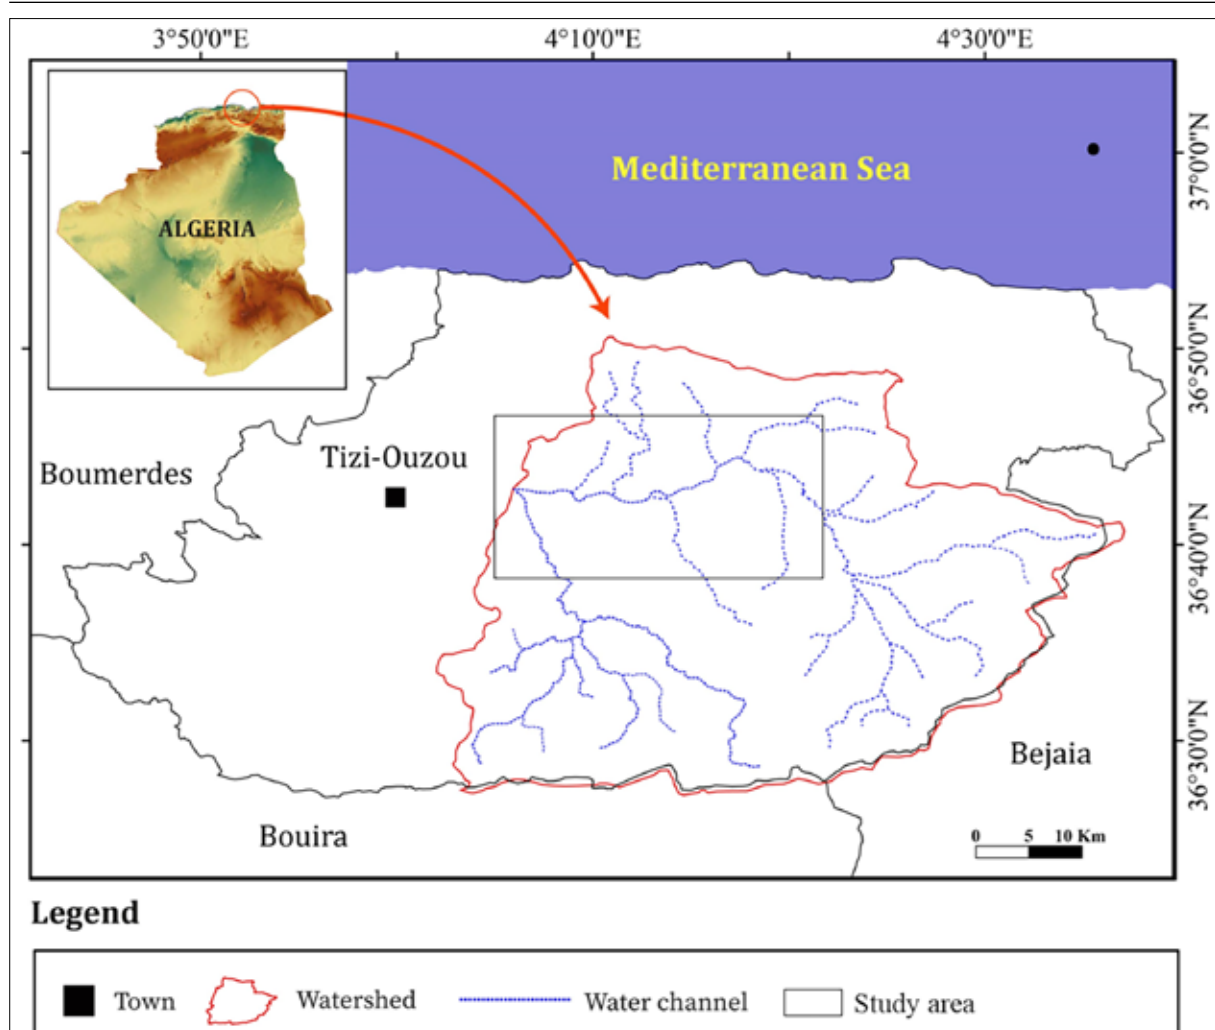 3°50'0"E 4°10'0"E 4°30'0"E
Mediterranean Sea
37°0'0"N
ALGERIA
36°50'0"N
Tizi-Ouzou
Boumerdes
36°40'0"N
36°30'0"N
Bejaia
Bouira
0 5 10 Km
Legend
Town Watershed Water channel Study area